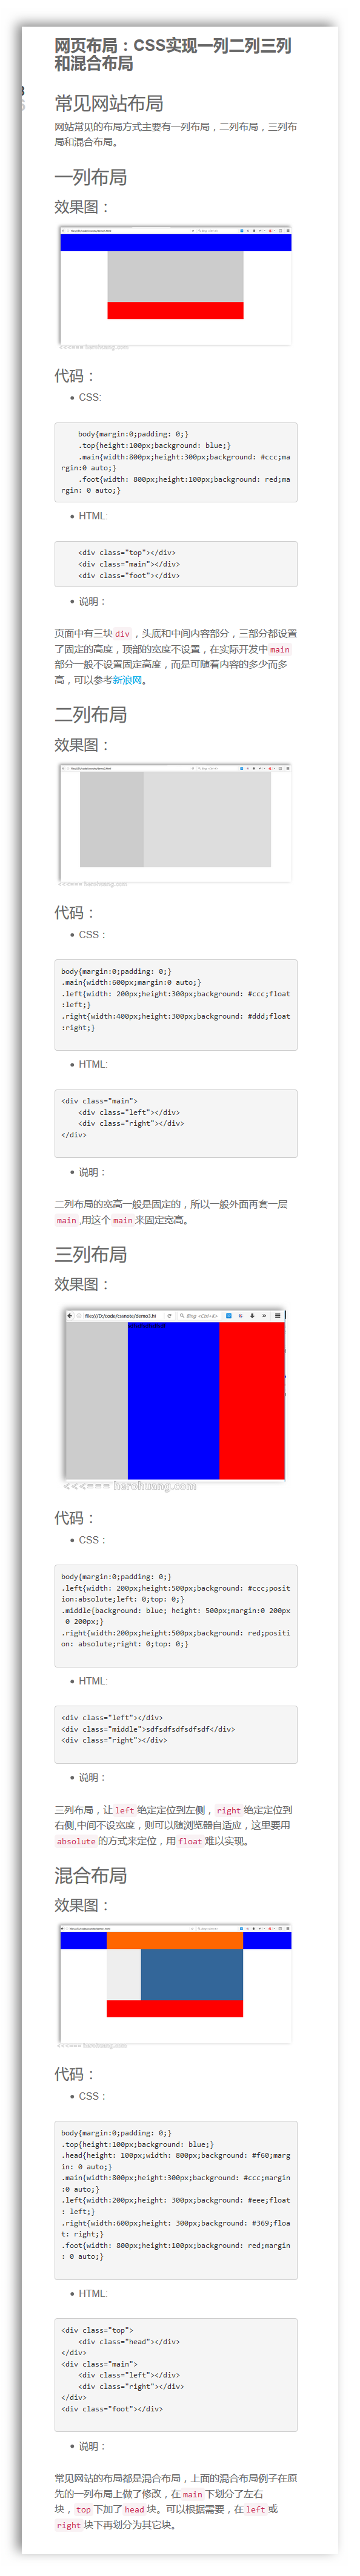 网页布局：CSS实现一列二列三列
和混合布局
常见网站布局
网站常见的布局方式主要有一列布局，二列布局，三列布
局和混合布局。
一列布局
效果图：
<<<=== herohuang.com
代码：
• CSS:
body{margin:0;padding: 0;}
.top{height:100px;background: blue;}
.main{width:800px;height:300px;background: #ccc;ma
rgin:0 auto;}
.foot{width: 800px;height:100px;background: red;ma
rgin: 0 auto;}
• HTML:
<div class="top"></div>
<div class="main"></div>
<div class="foot"></div>
• 说明：
页面中有三块 div ，头底和中间内容部分，三部分都设置
了固定的高度，顶部的宽度不设置，在实际开发中 main
部分一般不设置固定高度，而是可随着内容的多少而多
高，可以参考新浪网。
二列布局
效果图：
<<<=== herohuang.com
代码：
• CSS：
body{margin:0;padding: 0;}
.main{width:600px;margin:0 auto;}
.left{width: 200px;height:300px;background: #ccc;float
:left;}
.right{width:400px;height:300px;background: #ddd;float
:right;}
• HTML:
<div class="main">
<div class="left"></div>
<div class="right"></div>
</div>
• 说明：
二列布局的宽高一般是固定的，所以一般外面再套一层
main ,用这个 main 来固定宽高。
三列布局
效果图：
file:///D:/code/cssnote/demo3.ht
Bing <Ctrl+K>
<<<=== herohuang.com
代码：
• CSS：
body{margin:0;padding: 0;}
.left{width: 200px;height:500px;background: #ccc;posit
ion:absolute;left: 0;top: 0;}
.middle{background: blue; height: 500px;margin:0 200px
0 200px;}
.right{width:200px;height:500px;background: red;positi
on: absolute;right: 0;top: 0;}
• HTML:
<div class="left"></div>
<div class="middle">sdfsdfsdfsdfsdf</div>
<div class="right"></div>
• 说明：
三列布局，让 left 绝定定位到左侧， right 绝定定位到
右侧,中间不设宽度，则可以随浏览器自适应，这里要用
absolute 的方式来定位，用 float 难以实现。
混合布局
效果图：
<<<=== herohuang.com
代码：
• CSS：
body{margin:0;padding: 0;}
.top{height:100px;background: blue;}
.head{height: 100px;width: 800px;background: #f60;marg
in: 0 auto;}
.main{width:800px;height:300px;background: #ccc;margin
:0 auto;}
.left{width:200px;height: 300px;background: #eee;float
: left;}
.right{width:600px;height: 300px;background: #369;floa
t: right;}
.foot{width: 800px;height:100px;background: red;margin
: 0 auto;}
• HTML:
<div class="top">
<div class="head"></div>
</div>
<div class="main">
<div class="left"></div>
<div class="right"></div>
</div>
<div class="foot"></div>
• 说明：
常见网站的布局都是混合布局，上面的混合布局例子在原
先的一列布局上做了修改，在 main 下划分了左右
块， top 下加了 head 块。可以根据需要，在 left 或
right 块下再划分为其它块。